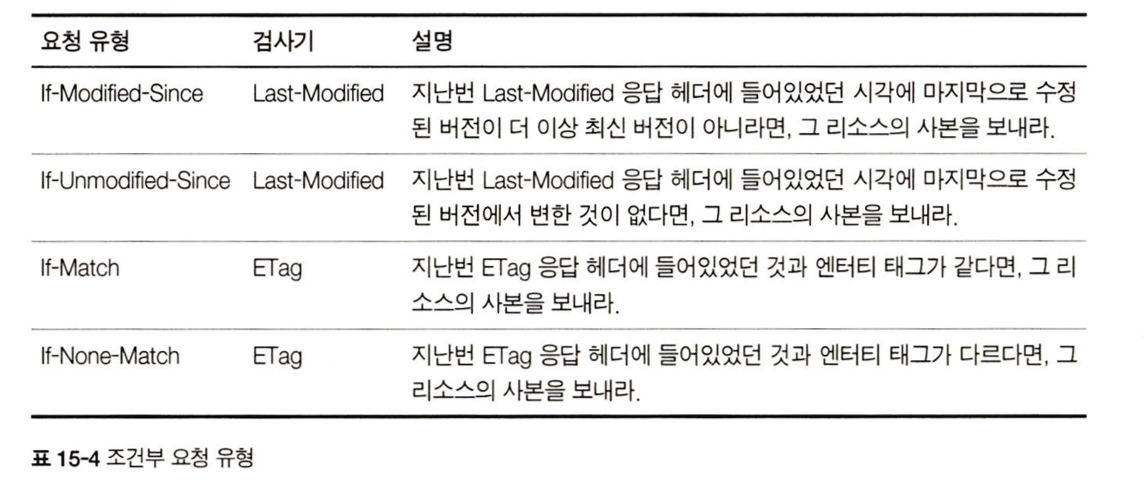 요청 유형 검사기 설명
If-Modified-Since Last-Modified 지난번 Last-Modified 응답 헤더에 들어있었던 시각에 마지막으로 수정
된 버전이 더 이상 최신 버전이 아니라면, 그 리소스의 사본을 보내라.
If-Unmodified-Since Last-Modified 지난번 Last-Modified 응답 헤더에 들어있었던 시각에 마지막으로 수정
된 버전에서 변한 것이 없다면, 그 리소스의 사본을 보내라.
If-Match ETag 지난번 ETag 응답 헤더에 들어있었던 것과 엔터티 태그가 같다면, 그 리
소스의 사본을 보내라.
If-None-Match ETag 지난번 ETag 응답 헤더에 들어있었던 것과 엔터티 태그가 다르다면, 그
리소스의 사본을 보내라.
표 15-4 조건부 요청 유형